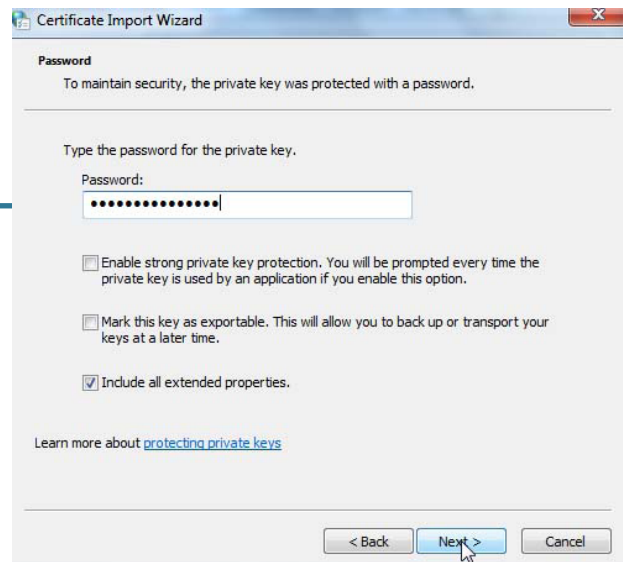 Certificate Import Wizard
Password
To maintain security, the private key was protected with a password.
Type the password for the private key.
Password:
•••••••••••••••
Enable strong private key protection. You will be prompted every time the
private key is used by an application if you enable this option.
Mark this key as exportable. This will allow you to back up or transport your
keys at a later time.
Include all extended properties.
Learn more about protecting private keys
< Back Next > Cancel